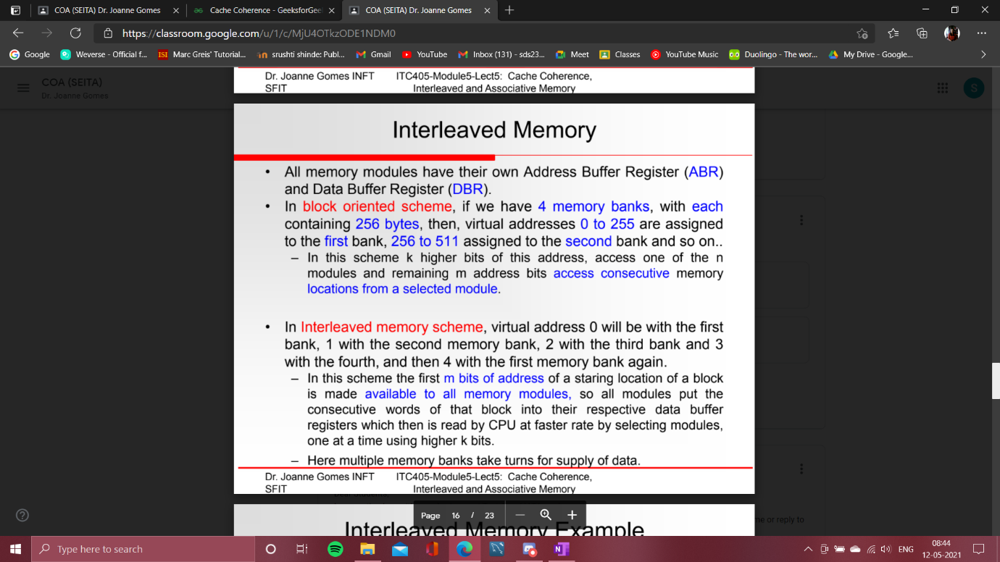 COA (SEITA) Dr. Joanne Gomes
Cache Coherence - GeeksforGee
COA (SEITA) Dr. Joanne Gomes
https://classroom.google.com/u/1/c/MjU4OTkzODE1NDM0
Google
Weverse - Official f...
ISI Marc Greis' Tutorial...
srushti shinde: Publ...
Gmail
YouTube
Inbox (131) - sds23...
Meet
Classes
YouTube Music
Duolingo - The wor...
My Drive - Google...
COA (SEITA)
Dr. Joanne Gomes
S
Dr. Joanne Gomes INFT ITC405-Module5-Lect5: Cache Coherence,
SFIT Interleaved and Associative Memory
Interleaved Memory
• All memory modules have their own Address Buffer Register (ABR)
and Data Buffer Register (DBR).
• In block oriented scheme, if we have 4 memory banks, with each
containing 256 bytes, then, virtual addresses 0 to 255 are assigned
to the first bank, 256 to 511 assigned to the second bank and so on..
– In this scheme k higher bits of this address, access one of the n
modules and remaining m address bits access consecutive memory
locations from a selected module.
• In Interleaved memory scheme, virtual address 0 will be with the first
bank, 1 with the second memory bank, 2 with the third bank and 3
with the fourth, and then 4 with the first memory bank again.
– In this scheme the first m bits of address of a staring location of a block
is made available to all memory modules, so all modules put the
consecutive words of that block into their respective data buffer
registers which then is read by CPU at faster rate by selecting modules,
one at a time using higher k bits.
– Here multiple memory banks take turns for supply of data.
Dr. Joanne Gomes INFT ITC405-Module5-Lect5: Cache Coherence,
SFIT Interleaved and Associative Memory
Page 16 / 23
Interleaved Memory Example
me or reply to
Type here to search
ENG
08:44
12-05-2021